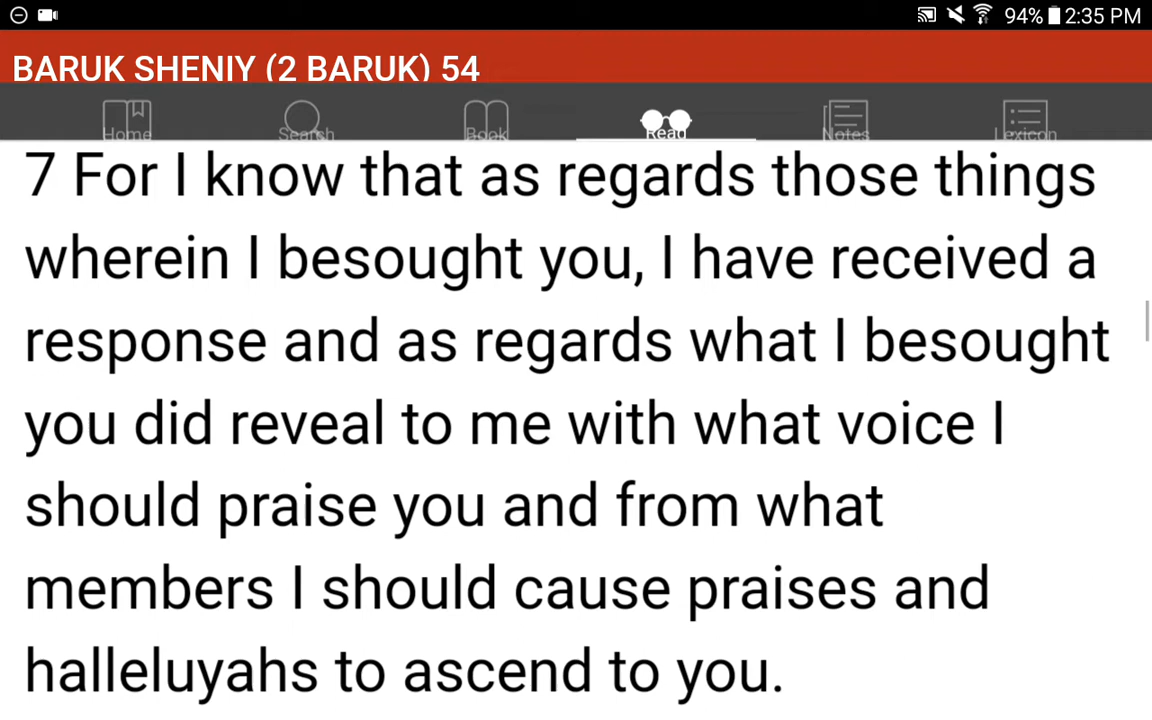 94% 2:35 PM
BARUK SHENIY (2 BARUK) 54
Home Search Book Read Notes Lexicon
7 For I know that as regards those things
wherein I besought you, I have received a
response and as regards what I besought
you did reveal to me with what voice I
should praise you and from what
members I should cause praises and
halleluyahs to ascend to you.